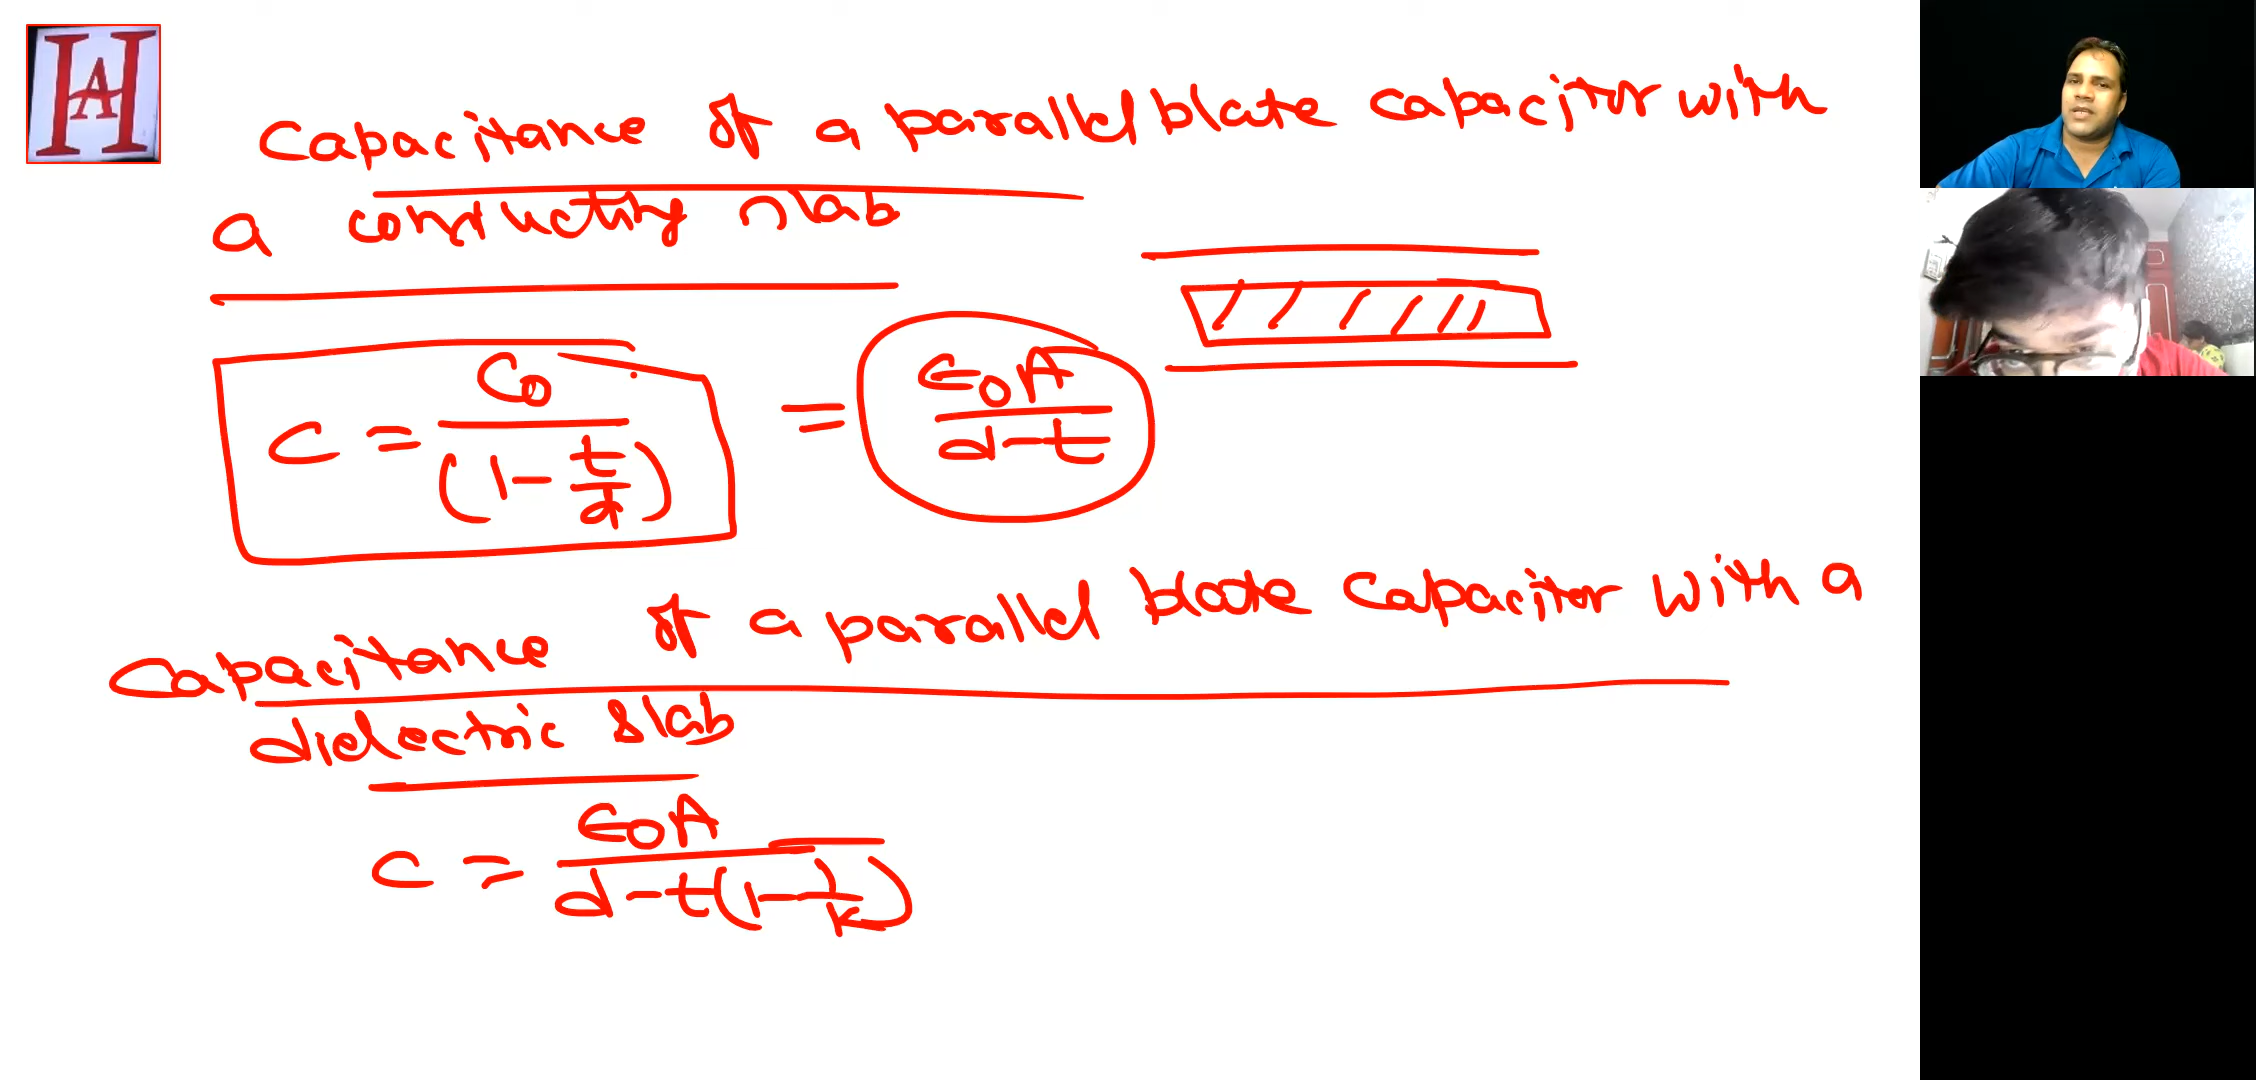 HA
Capacitance of a parallel plate capacitor with
a conducting slab
C = C₀/(1 - t/d) = ε₀A/(d - t)
Capacitance of a parallel plate capacitor with a
dielectric slab
C = ε₀A/(d - t(1 - 1/k))